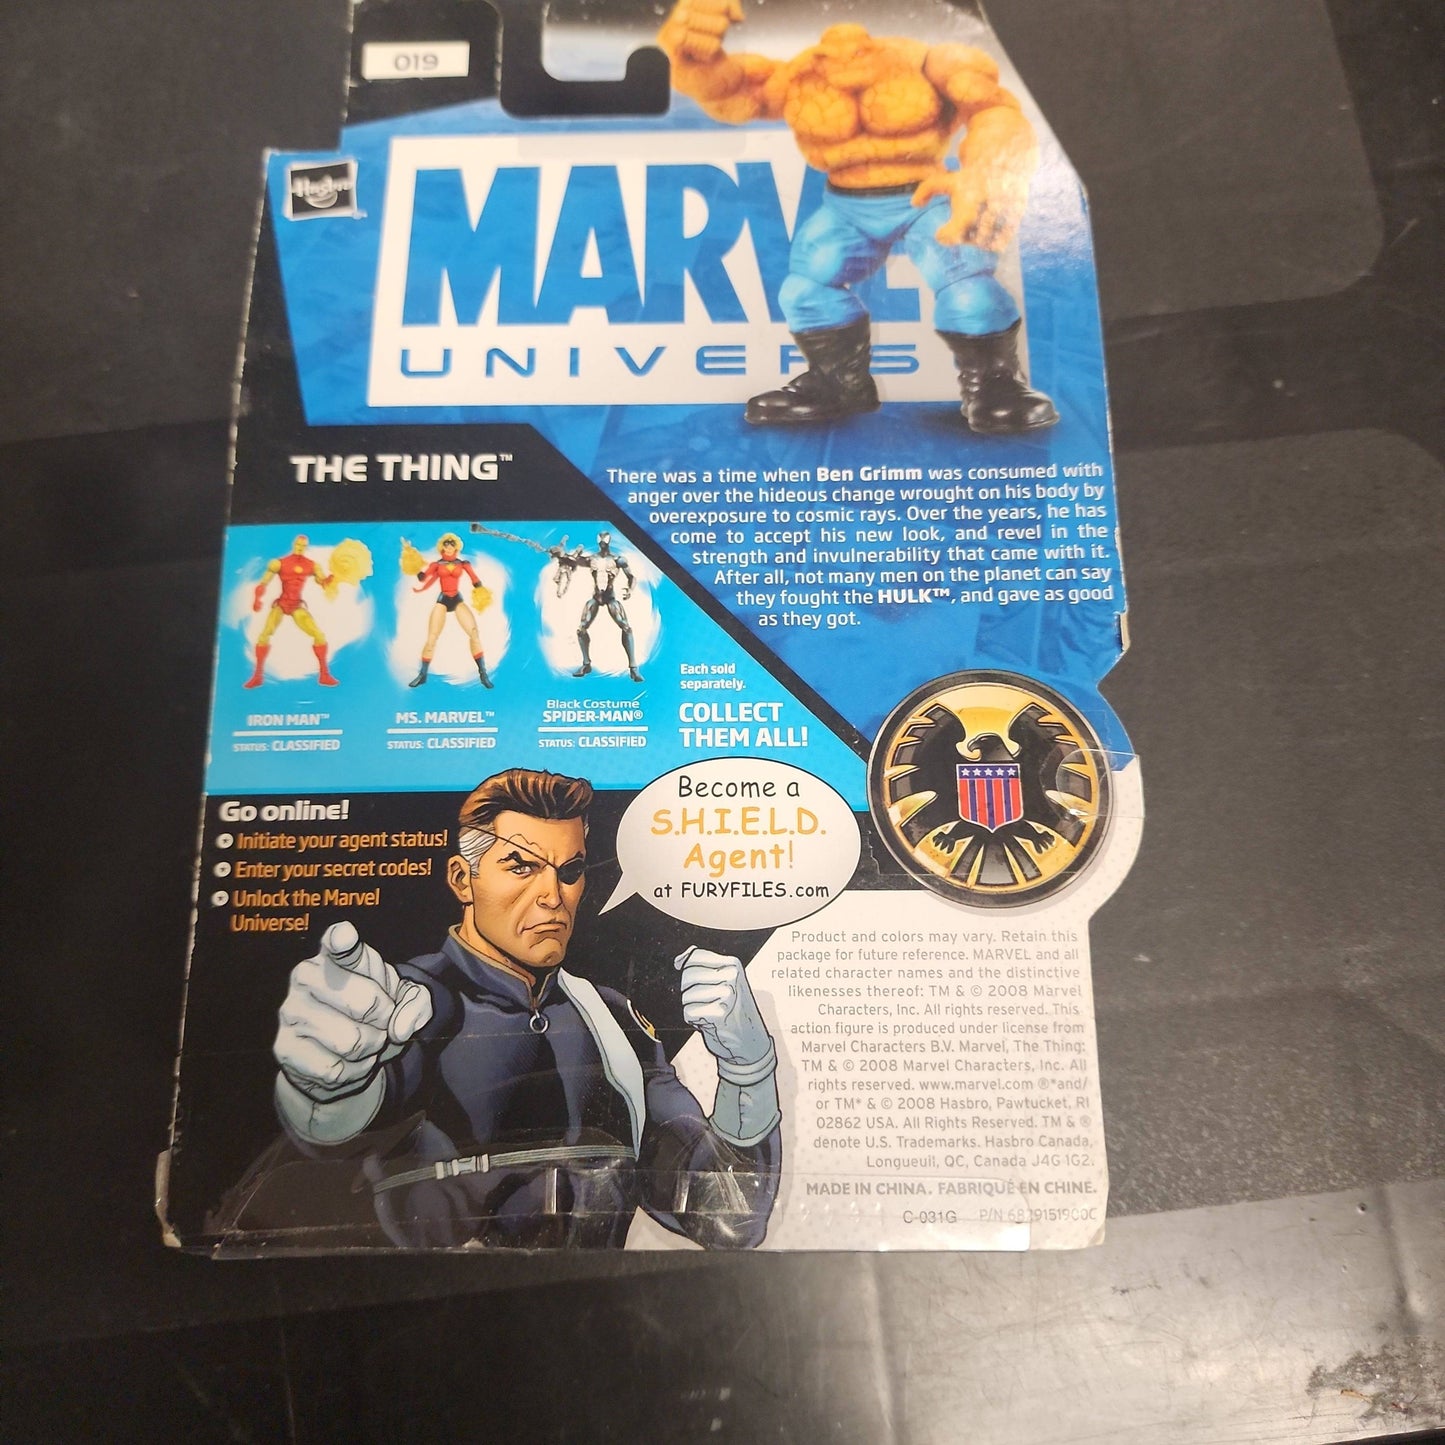 019
Hasbro
MARVEL
UNIVERS
THE THING™
There was a time when Ben Grimm was consumed with
anger over the hideous change wrought on his body by
overexposure to cosmic rays. Over the years, he has
come to accept his new look, and revel in the
strength and invulnerability that came with it.
After all, not many men on the planet can say
they fought the HULK™, and gave as good
as they got.
IRON MAN™
STATUS: CLASSIFIED
MS. MARVEL™
STATUS: CLASSIFIED
Black Costume
SPIDER-MAN®
STATUS: CLASSIFIED
Each sold
separately.
COLLECT
THEM ALL!
Go online!
Initiate your agent status!
Enter your secret codes!
Unlock the Marvel
Universe!
Become a
S.H.I.E.L.D.
Agent!
at FURYFILES.com
Product and colors may vary. Retain this
package for future reference. MARVEL and all
related character names and the distinctive
likenesses thereof: TM & © 2008 Marvel
Characters, Inc. All rights reserved. This
action figure is produced under license from
Marvel Characters B.V. Marvel, The Thing:
TM & © 2008 Marvel Characters, Inc. All
rights reserved. www.marvel.com ®*and/
or TM* & © 2008 Hasbro, Pawtucket, RI
02862 USA. All Rights Reserved. TM & ®
denote U.S. Trademarks. Hasbro Canada,
Longueuil, QC, Canada J4G 1G2.
MADE IN CHINA. FABRIQUÉ EN CHINE.
C-031G P/N